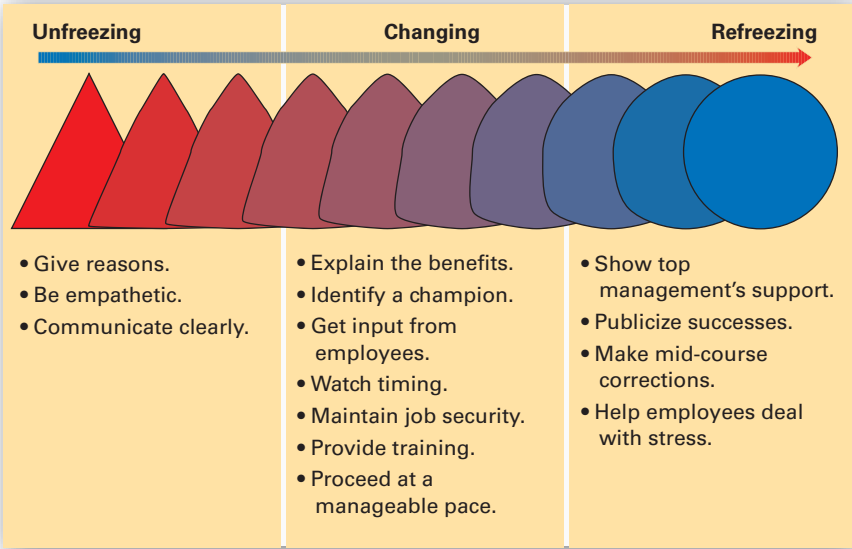 Unfreezing
Changing
Refreezing
• Give reasons.
• Be empathetic.
• Communicate clearly.
• Explain the benefits.
• Identify a champion.
• Get input from
employees.
• Watch timing.
• Maintain job security.
• Provide training.
• Proceed at a
manageable pace.
• Show top
management’s support.
• Publicize successes.
• Make mid-course
corrections.
• Help employees deal
with stress.